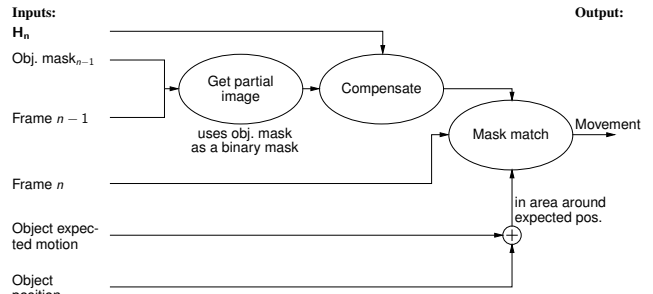 Inputs:
Output:
Hₙ
Obj. maskₙ₋₁
Get partial
image
Compensate
Frame n − 1
uses obj. mask
as a binary mask
Mask match
Movement
Frame n
in area around
expected pos.
Object expec-
ted motion
+
Object
position